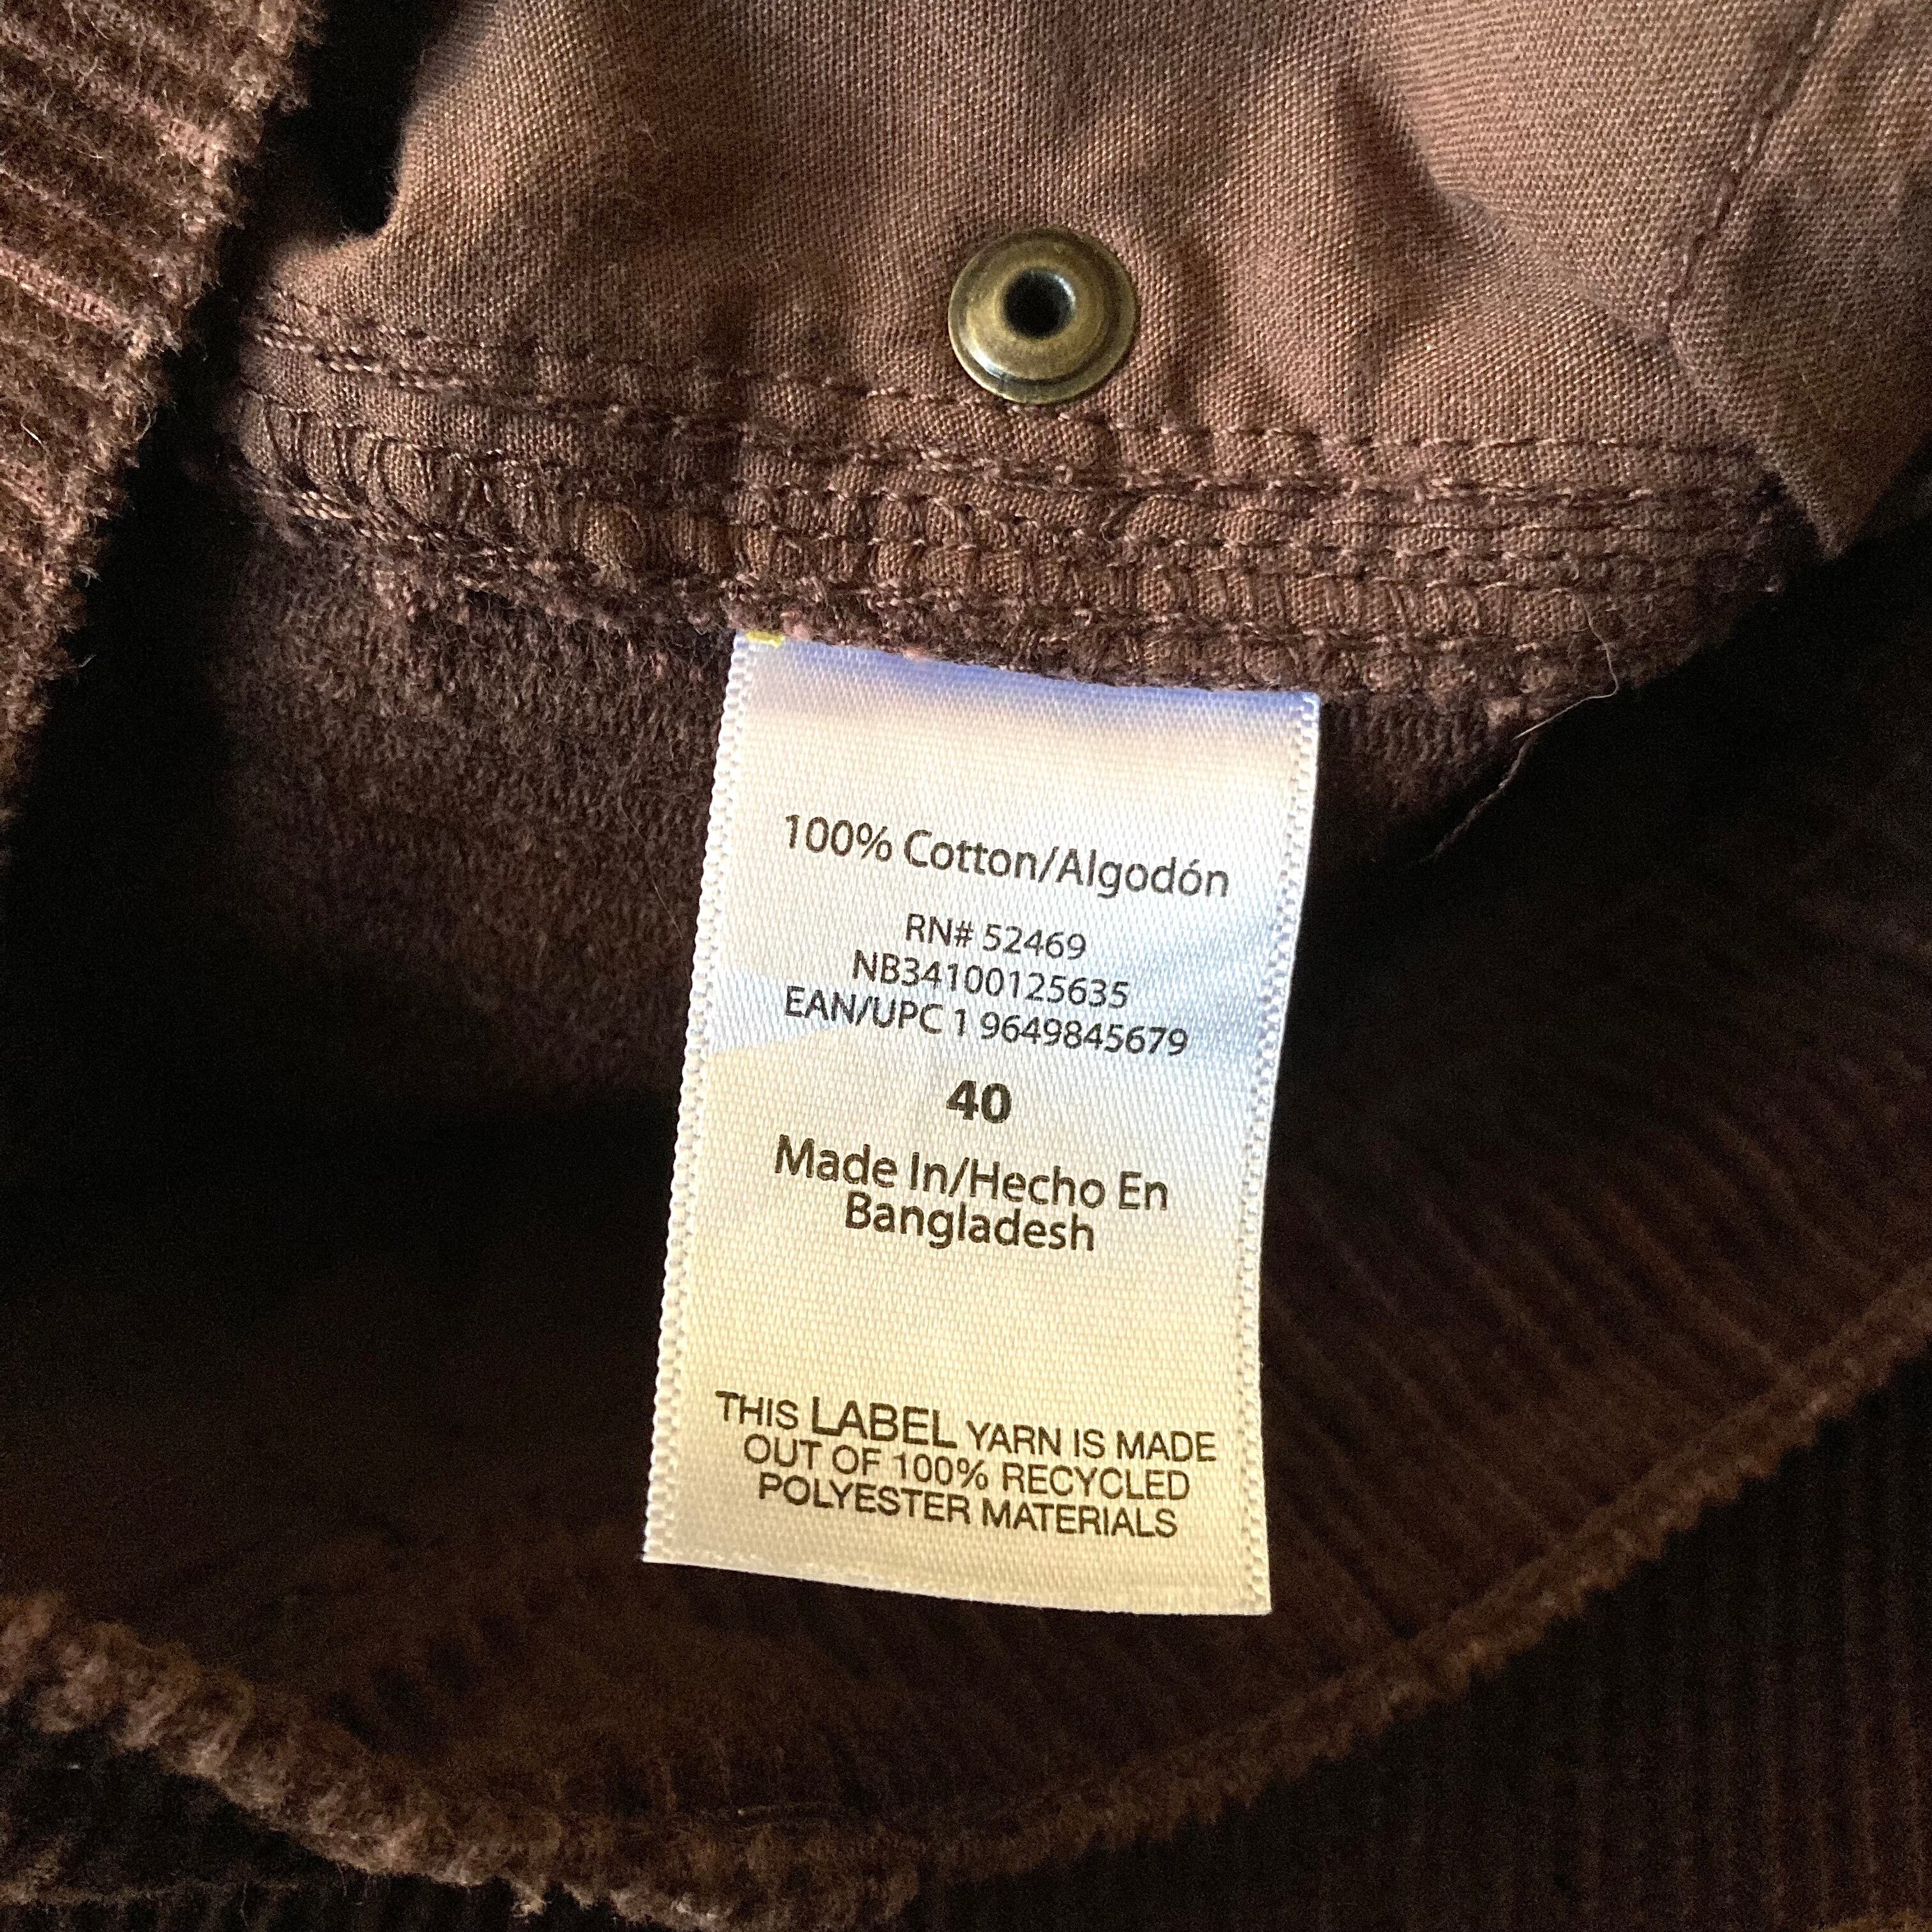 100% Cotton/Algodón
RN# 52469
NB34100125635
EAN/UPC 1 9649845679
40
Made In/Hecho En
Bangladesh
THIS LABEL YARN IS MADE
OUT OF 100% RECYCLED
POLYESTER MATERIALS